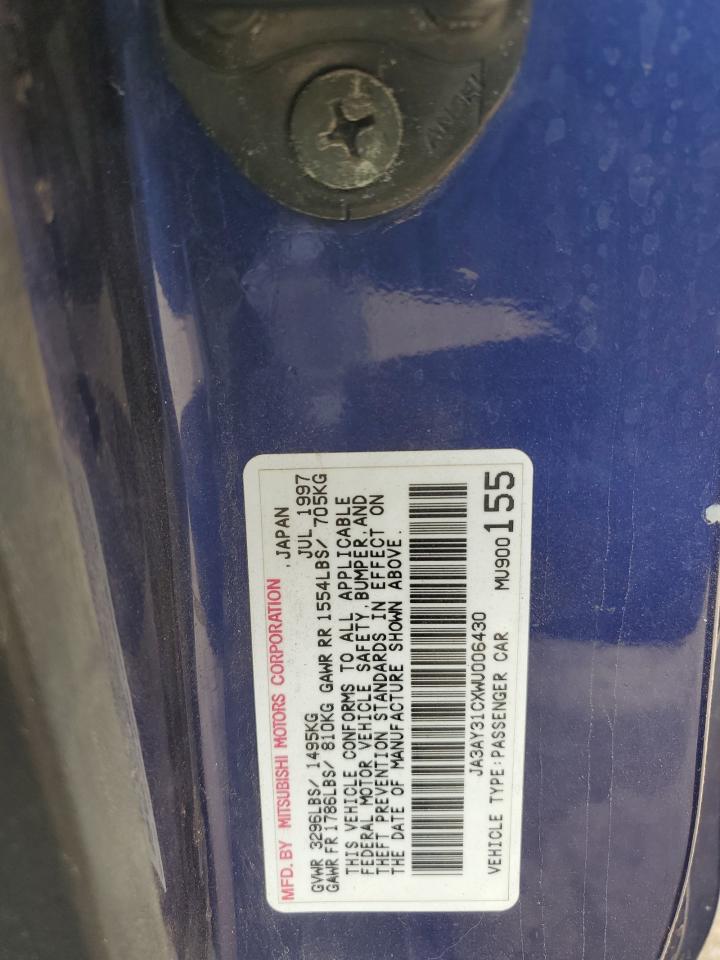 ANSEI
MFD. BY MITSUBISHI MOTORS CORPORATION , JAPAN
GVWR 3296LBS/ 1495KG JUL 1997
GAWR FR 1786LBS/ 810KG GAWR RR 1554LBS/ 705KG
THIS VEHICLE CONFORMS TO ALL APPLICABLE
FEDERAL MOTOR VEHICLE SAFETY, BUMPER, AND
THEFT PREVENTION STANDARDS IN EFFECT ON
THE DATE OF MANUFACTURE SHOWN ABOVE.
JA3AY31CXWU006430
VEHICLE TYPE: PASSENGER CAR MU900155